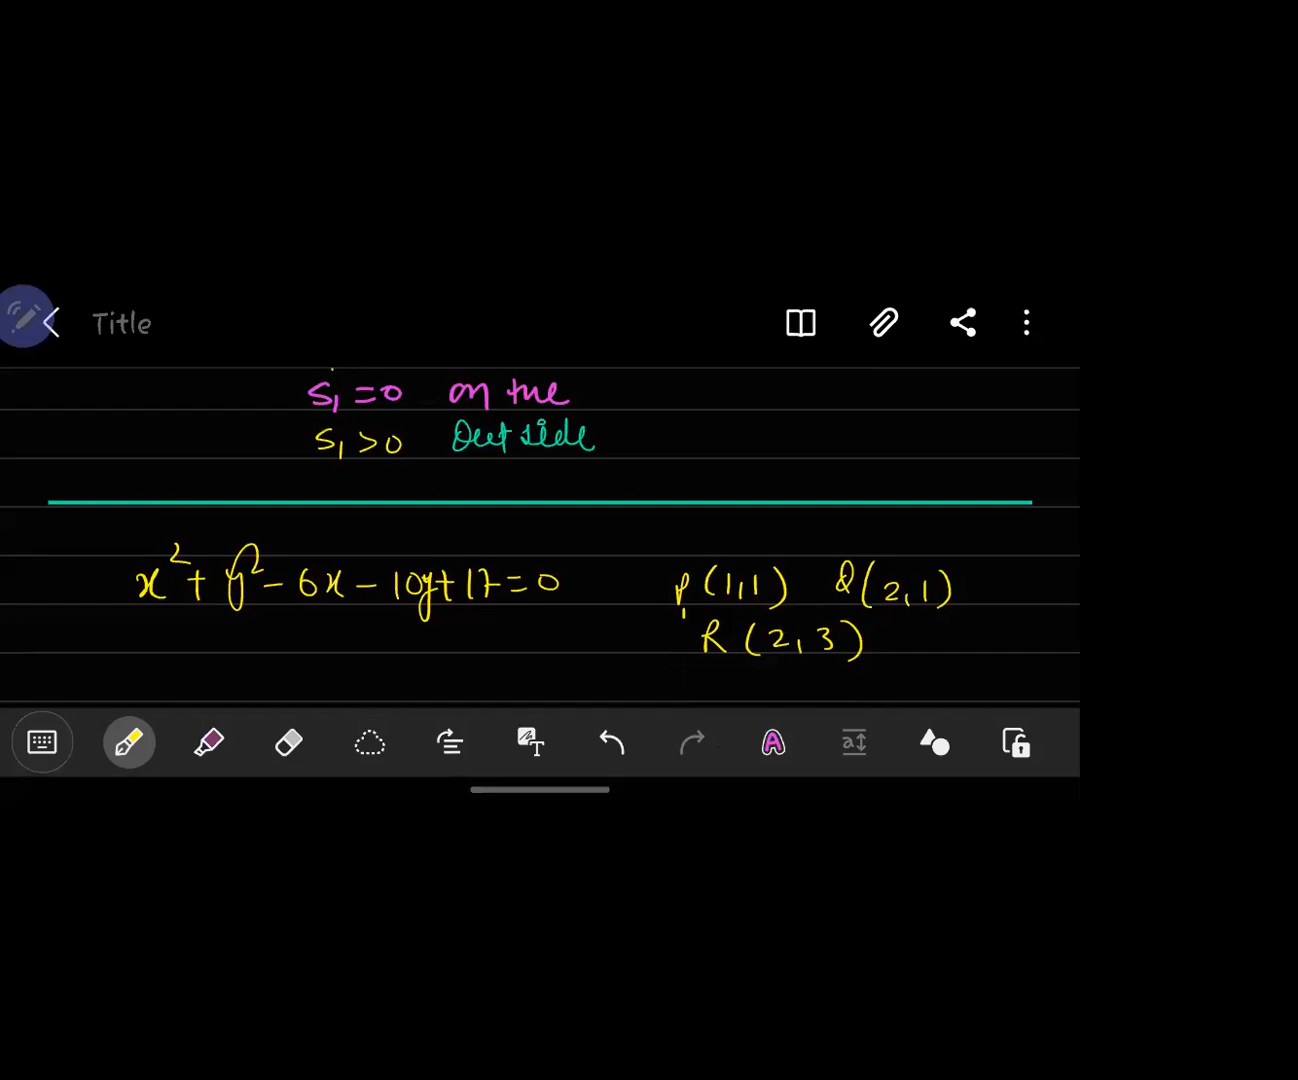 Title
S₁ = 0 on the
S₁ > 0 Outside
x² + y² - 6x - 10y + 17 = 0 P(1,1) Q(2,1)
R(2,3)
T A a